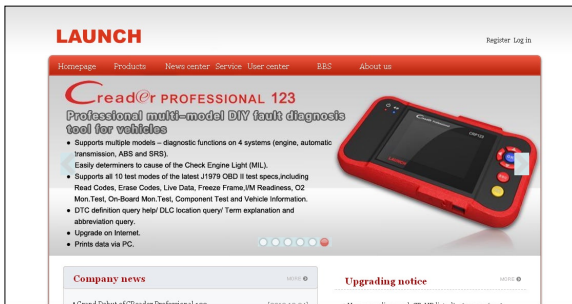 LAUNCH
Register Log in
Homepage Products News center Service User center BBS About us
Cread@r PROFESSIONAL 123
Professional multi-model DIY fault diagnosis
tool for vehicles
• Supports multiple models – diagnostic functions on 4 systems (engine, automatic
transmission, ABS and SRS).
Easily determiners to cause of the Check Engine Light (MIL).
• Supports all 10 test modes of the latest J1979 OBD II test specs,including
Read Codes, Erase Codes, Live Data, Freeze Frame,I/M Readiness, O2
Mon.Test, On-Board Mon.Test, Component Test and Vehicle Information.
• DTC definition query help/ DLC location query/ Term explanation and
abbreviation query.
• Upgrade on Internet.
• Prints data via PC.
LAUNCH
CRP123
Company news MORE
Upgrading notice MORE